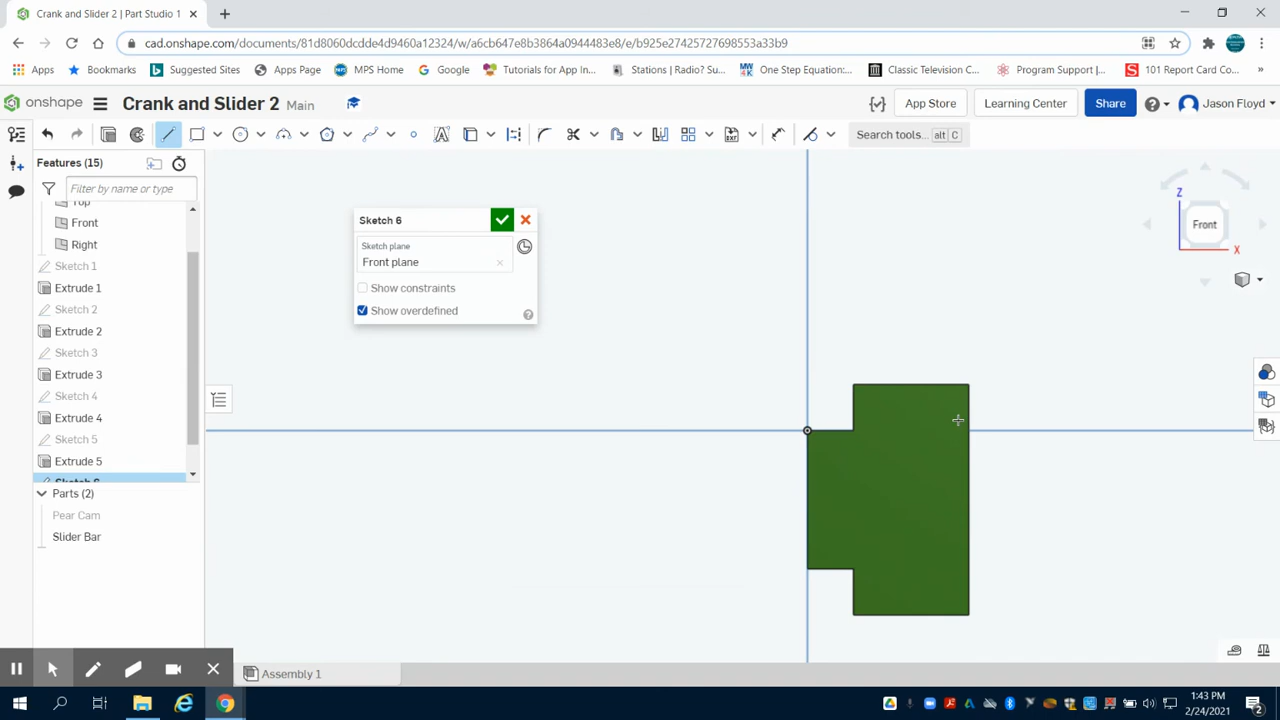 Crank and Slider 2 | Part Studio 1
cad.onshape.com/documents/81d8060dcdde4d9460a12324/w/a6cb647e8b3864a0944483e8/e/b925e27425727698553a33b9
Apps
Bookmarks
Suggested Sites
Apps Page
MPS Home
Google
Tutorials for App In...
Stations | Radio? Su...
One Step Equation:...
Classic Television C...
Program Support |...
101 Report Card Co...
onshape
Crank and Slider 2
Main
App Store
Learning Center
Share
Jason Floyd
Search tools...
alt
C
Features (15)
Filter by name or type
Top
Front
Right
Sketch 1
Extrude 1
Sketch 2
Extrude 2
Sketch 3
Extrude 3
Sketch 4
Extrude 4
Sketch 5
Extrude 5
Sketch 6
Parts (2)
Pear Cam
Slider Bar
Sketch 6
Sketch plane
Front plane
Show constraints
Show overdefined
Z
Front
X
Assembly 1
1:43 PM
2/24/2021
2